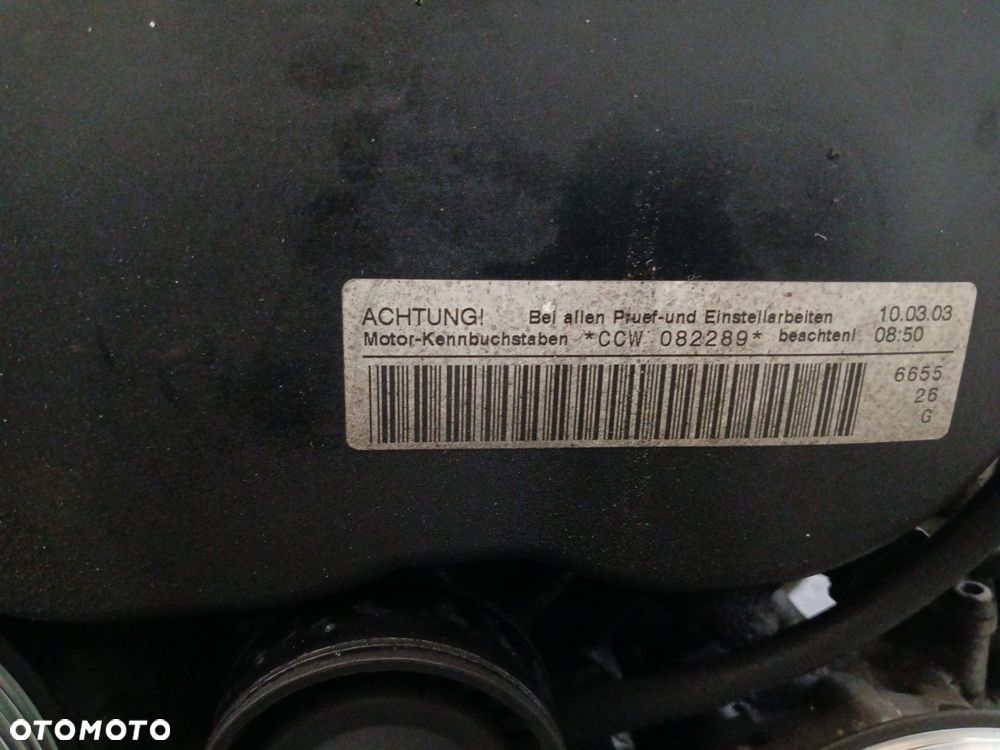 ACHTUNG! Bei allen Pruef-und Einstellarbeiten 10.03.03
Motor-Kennbuchstaben *CCW 082289* beachten! 08:50
6655
26
G
OTOMOTO